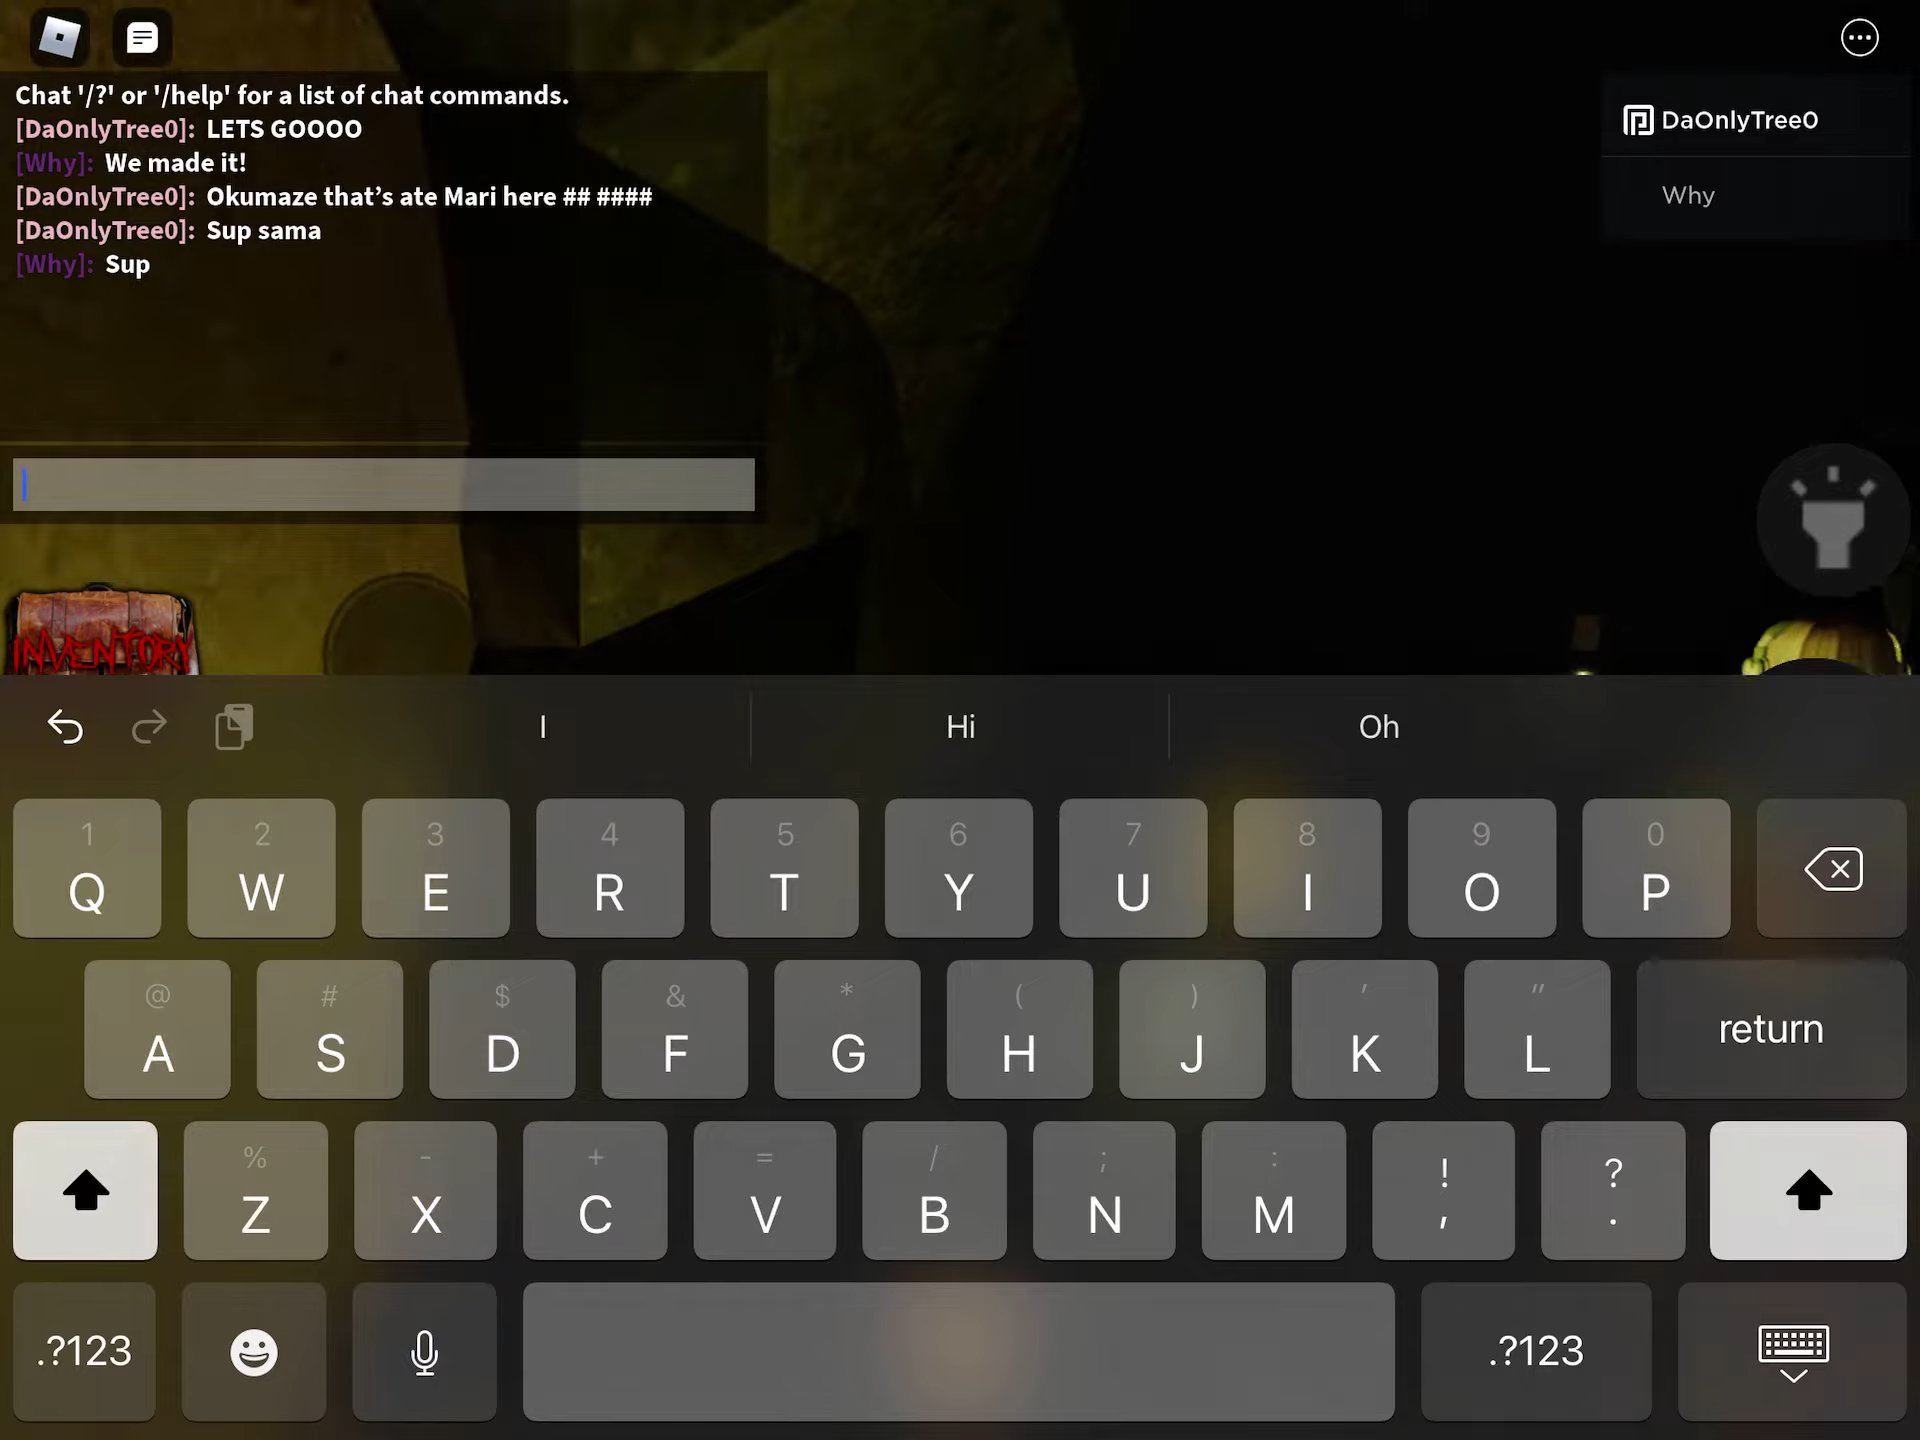 Chat '/?' or '/help' for a list of chat commands.
[DaOnlyTree0]: LETS GOOOO
[Why]: We made it!
[DaOnlyTree0]: Okumaze that’s ate Mari here ## ####
[DaOnlyTree0]: Sup sama
[Why]: Sup
DaOnlyTree0
Why
INVENTORY
I Hi Oh
1 2 3 4 5 6 7 8 9 0
Q W E R T Y U I O P
@ # $ & * ( ) ' "
A S D F G H J K L return
% - + = / ; : ! ?
Z X C V B N M , .
.?123 .?123